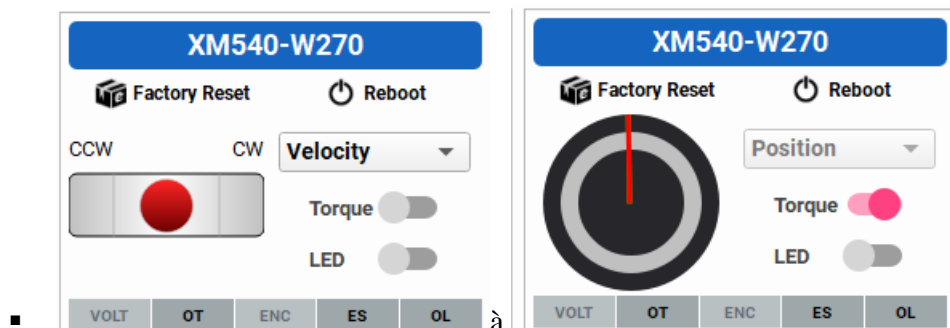 XM540-W270
Factory Reset Reboot
CCW CW Velocity
Torque
LED
VOLT OT ENC ES OL
à
XM540-W270
Factory Reset Reboot
Position
Torque
LED
VOLT OT ENC ES OL